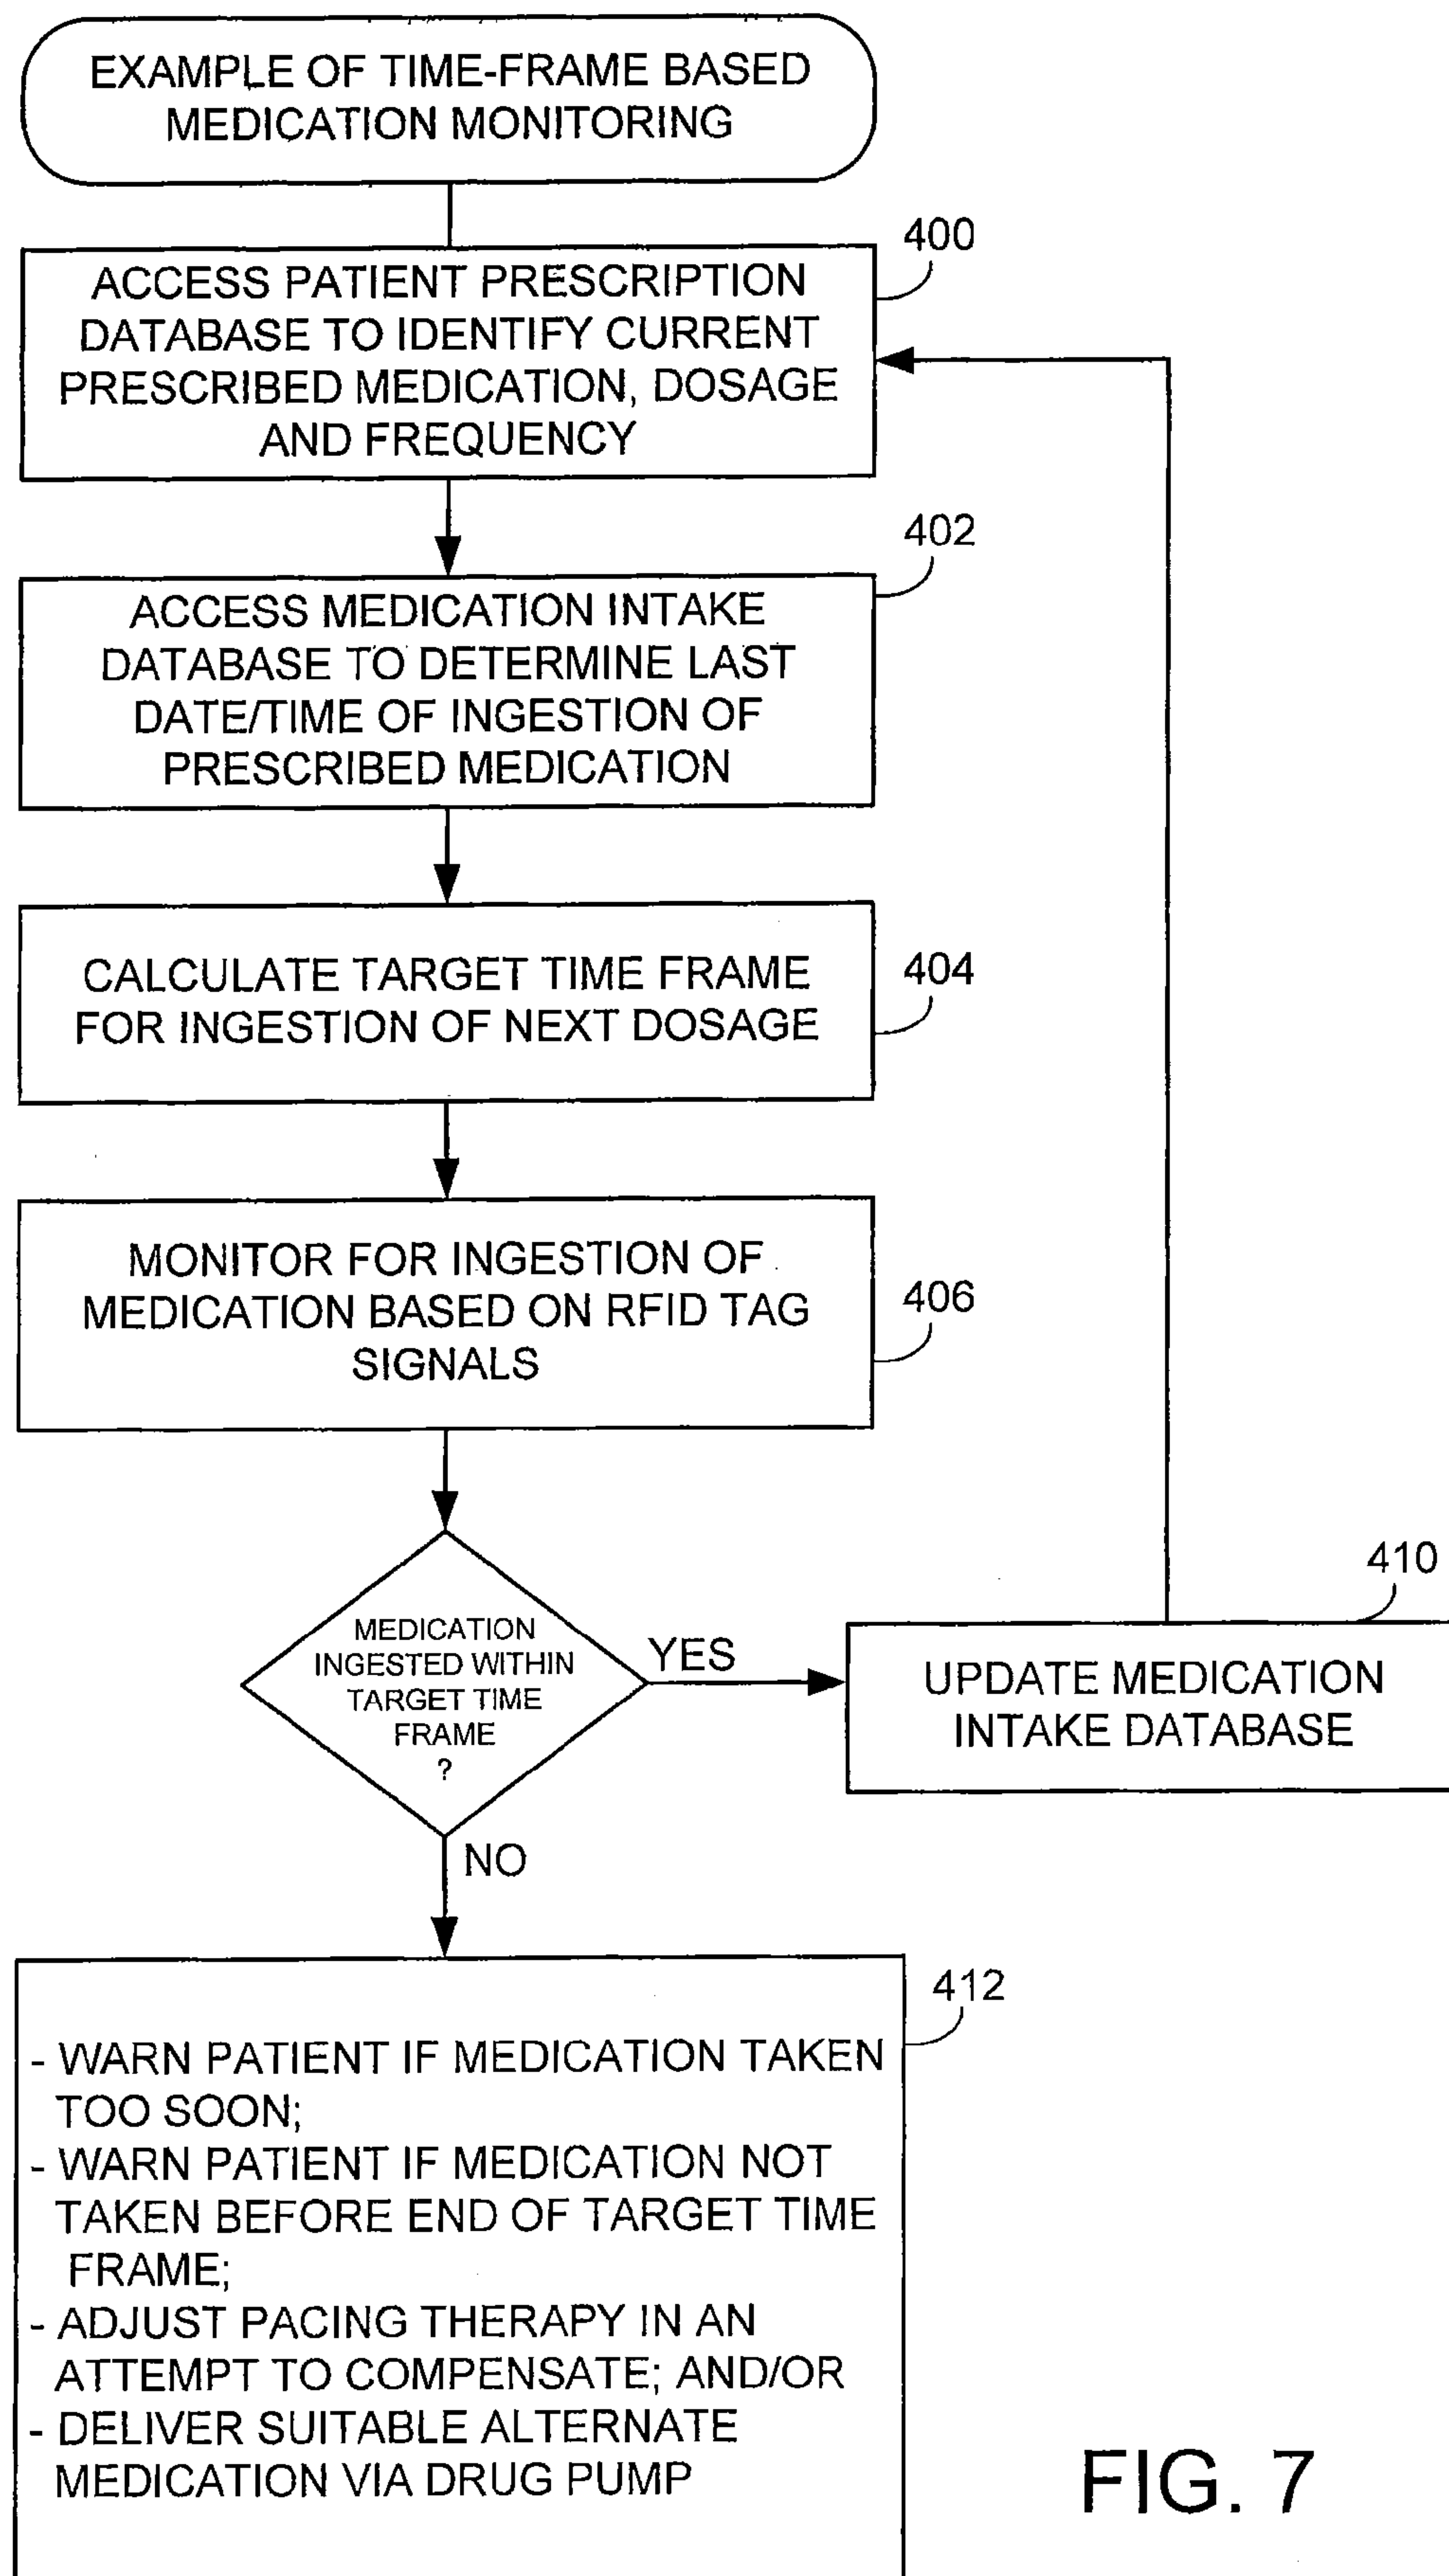 EXAMPLE OF TIME-FRAME BASED
MEDICATION MONITORING
400
ACCESS PATIENT PRESCRIPTION
DATABASE TO IDENTIFY CURRENT
PRESCRIBED MEDICATION, DOSAGE
AND FREQUENCY
402
ACCESS MEDICATION INTAKE
DATABASE TO DETERMINE LAST
DATE/TIME OF INGESTION OF
PRESCRIBED MEDICATION
CALCULATE TARGET TIME FRAME
FOR INGESTION OF NEXT DOSAGE
404
MONITOR FOR INGESTION OF
MEDICATION BASED ON RFID TAG
SIGNALS
406
MEDICATION
INGESTED WITHIN
TARGET TIME
FRAME
?
YES
410
UPDATE MEDICATION
INTAKE DATABASE
NO
412
- WARN PATIENT IF MEDICATION TAKEN
TOO SOON;
- WARN PATIENT IF MEDICATION NOT
TAKEN BEFORE END OF TARGET TIME
FRAME;
- ADJUST PACING THERAPY IN AN
ATTEMPT TO COMPENSATE; AND/OR
- DELIVER SUITABLE ALTERNATE
MEDICATION VIA DRUG PUMP
FIG. 7